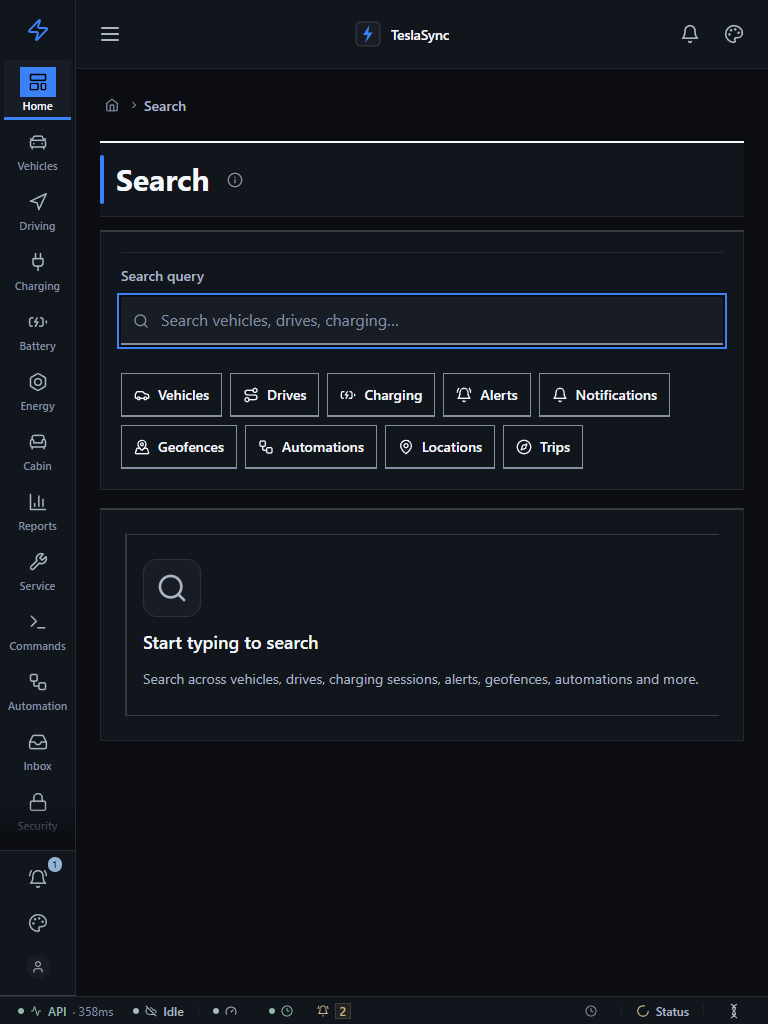 TeslaSync
Home
Vehicles
Driving
Charging
Battery
Energy
Cabin
Reports
Service
Commands
Automation
Inbox
Security
1
Search
Search
Search query
Search vehicles, drives, charging...
Vehicles Drives Charging Alerts Notifications
Geofences Automations Locations Trips
Start typing to search
Search across vehicles, drives, charging sessions, alerts, geofences, automations and more.
API · 358ms Idle 2 Status